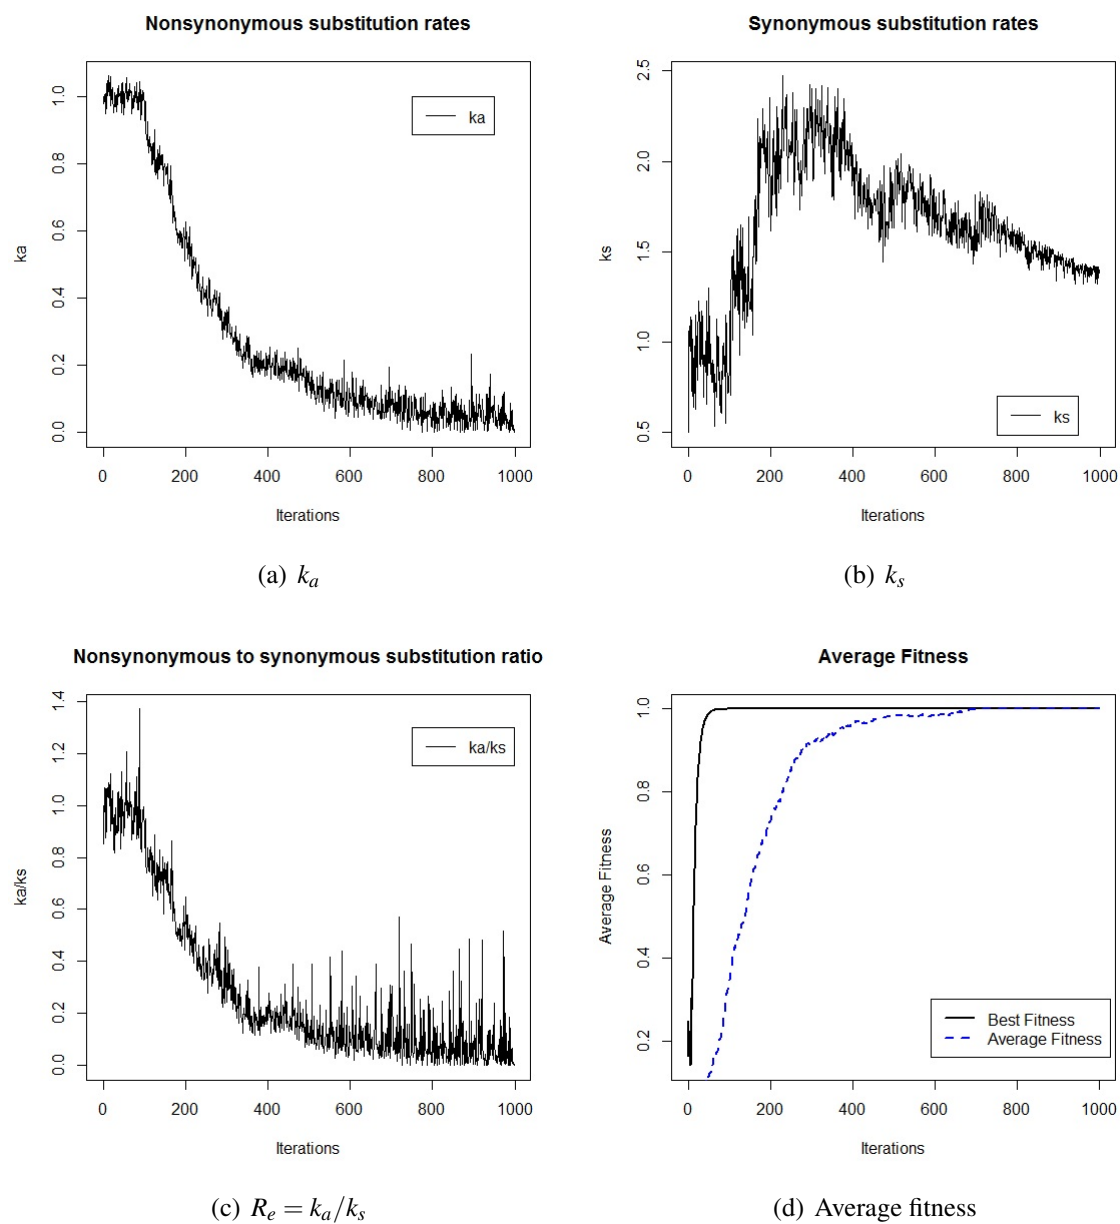 Nonsynonymous substitution rates
ka
1.0
0.8
0.6
0.4
0.2
0.0
ka
0 200 400 600 800 1000
Iterations
(a) ka
Synonymous substitution rates
ks
2.5
2.0
1.5
1.0
0.5
ks
0 200 400 600 800 1000
Iterations
(b) ks
Nonsynonymous to synonymous substitution ratio
ka/ks
1.4
1.2
1.0
0.8
0.6
0.4
0.2
0.0
ka/ks
0 200 400 600 800 1000
Iterations
(c) Re = ka/ks
Average Fitness
Average Fitness
1.0
0.8
0.6
0.4
0.2
Best Fitness
Average Fitness
0 200 400 600 800 1000
Iterations
(d) Average fitness